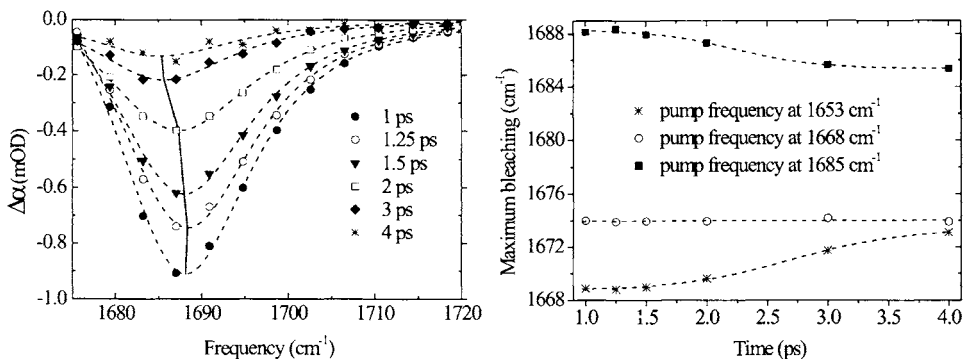 0.0
-0.2
-0.4
-0.6
-0.8
-1.0
Δα (mOD)
1 ps
1.25 ps
1.5 ps
2 ps
3 ps
4 ps
1680
1690
1700
1710
1720
Frequency (cm⁻¹)
1688
1684
1680
1676
1672
1668
Maximum bleaching (cm⁻¹)
pump frequency at 1653 cm⁻¹
pump frequency at 1668 cm⁻¹
pump frequency at 1685 cm⁻¹
1.0
1.5
2.0
2.5
3.0
3.5
4.0
Time (ps)